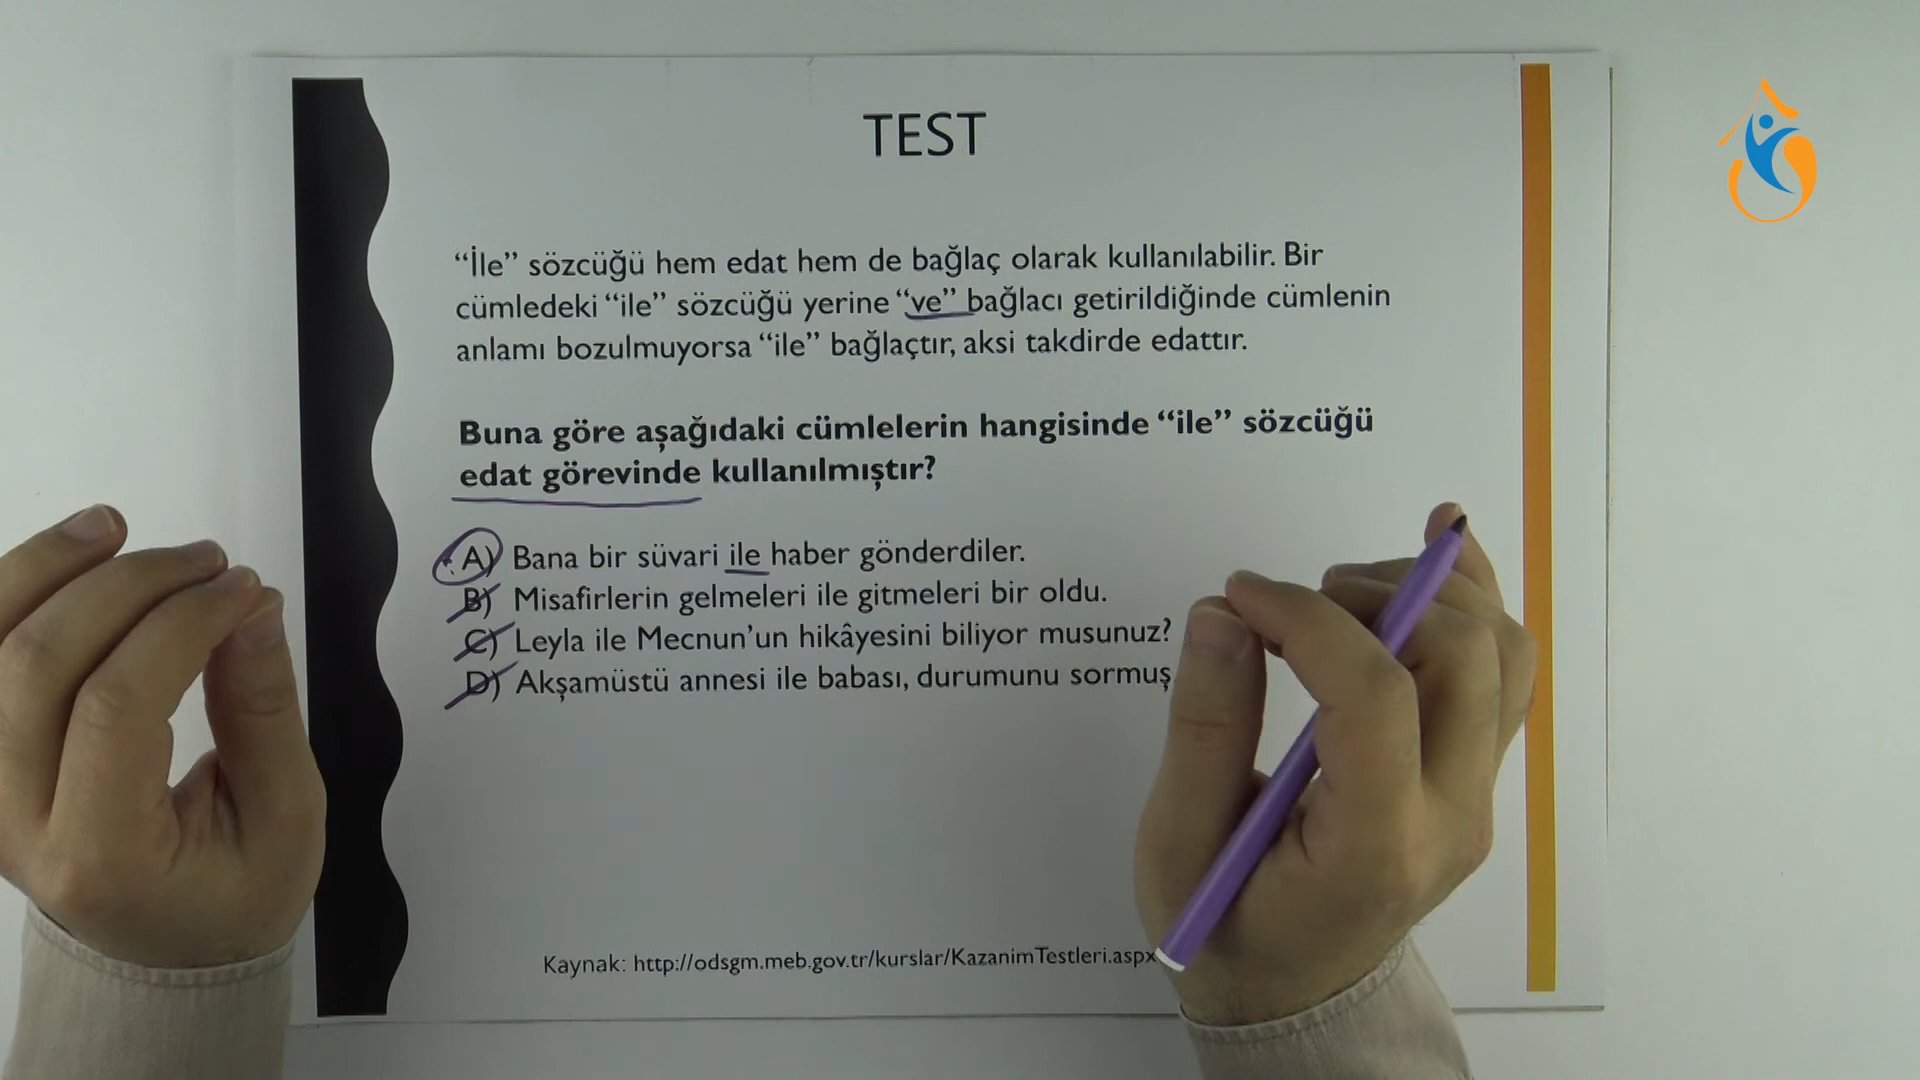 TEST
“İle” sözcüğü hem edat hem de bağlaç olarak kullanılabilir. Bir
cümledeki “ile” sözcüğü yerine “ve” bağlacı getirildiğinde cümlenin
anlamı bozulmuyorsa “ile” bağlaçtır, aksi takdirde edattır.
Buna göre aşağıdaki cümlelerin hangisinde “ile” sözcüğü
edat görevinde kullanılmıştır?
A) Bana bir süvari ile haber gönderdiler.
B) Misafirlerin gelmeleri ile gitmeleri bir oldu.
C) Leyla ile Mecnun’un hikâyesini biliyor musunuz?
D) Akşamüstü annesi ile babası, durumunu sormuş
Kaynak: http://odsgm.meb.gov.tr/kurslar/KazanimTestleri.aspx